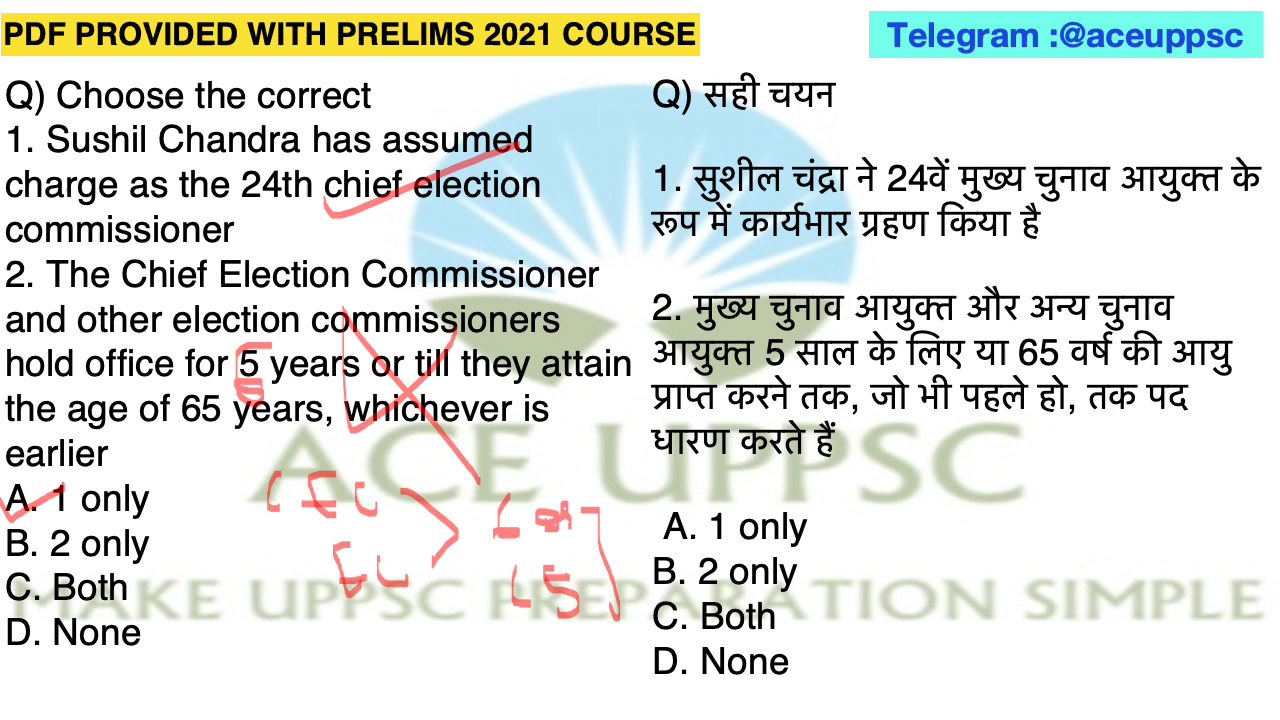 PDF PROVIDED WITH PRELIMS 2021 COURSE
Telegram :@aceuppsc
Q) Choose the correct
1. Sushil Chandra has assumed
charge as the 24th chief election
commissioner
2. The Chief Election Commissioner
and other election commissioners
hold office for 5 years or till they attain
the age of 65 years, whichever is
earlier
A. 1 only
B. 2 only
C. Both
D. None
Q) सही चयन
1. सुशील चंद्रा ने 24वें मुख्य चुनाव आयुक्त के
रूप में कार्यभार ग्रहण किया है
2. मुख्य चुनाव आयुक्त और अन्य चुनाव
आयुक्त 5 साल के लिए या 65 वर्ष की आयु
प्राप्त करने तक, जो भी पहले हो, तक पद
धारण करते हैं
A. 1 only
B. 2 only
C. Both
D. None
ACE UPPSC
MAKE UPPSC PREPARATION SIMPLE
CEC
EC
65